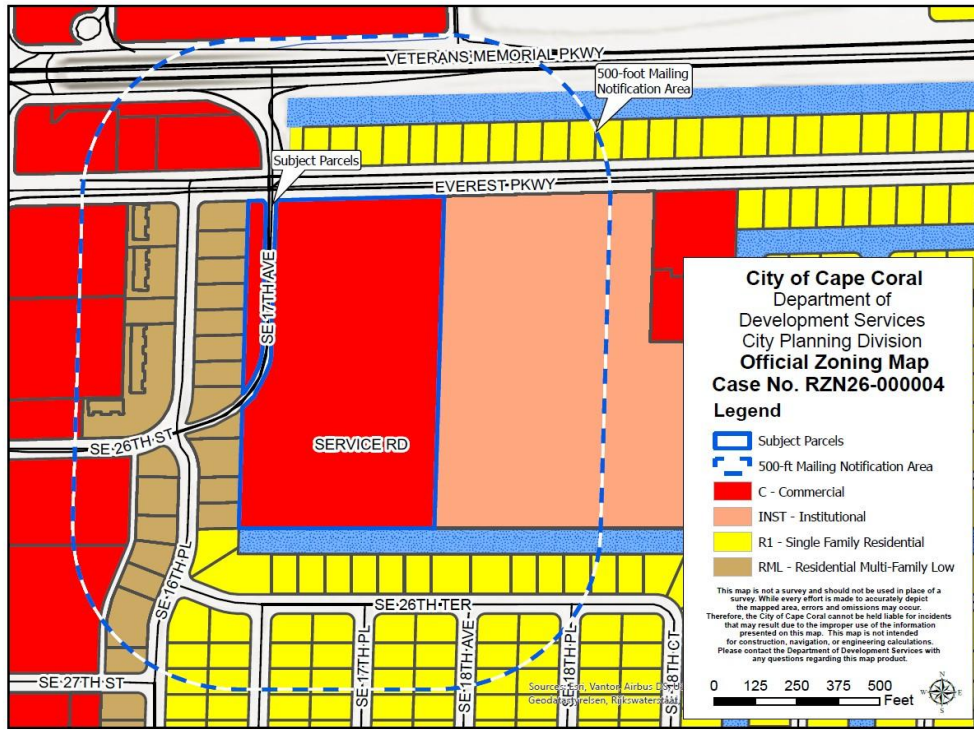 VETERANS MEMORIAL PKWY
500-foot Mailing
Notification Area
Subject Parcels
EVEREST PKWY
SE 17TH AVE
SERVICE RD
SE 26TH ST
SE 16TH PL
SE 26TH TER
SE 17TH PL
SE 18TH AVE
SE 18TH PL
SE 18TH CT
SE 27TH ST
City of Cape Coral
Department of
Development Services
City Planning Division
Official Zoning Map
Case No. RZN26-000004
Legend
Subject Parcels
500-ft Mailing Notification Area
C - Commercial
INST - Institutional
R1 - Single Family Residential
RML - Residential Multi-Family Low
This map is not a survey and should not be used in place of a
survey. While every effort is made to accurately depict
the mapped area, errors and omissions may occur.
Therefore, the City of Cape Coral cannot be held liable for incidents
that may result due to the improper use of the information
presented on this map. This map is not intended
for construction, navigation, or engineering calculations.
Please contact the Department of Development Services with
any questions regarding this map product.
0 125 250 375 500
Feet
N
W E
S
Sources: Esri, Vantor, Airbus DS,
Geodatastyrelsen, Rijkswaterstaat,